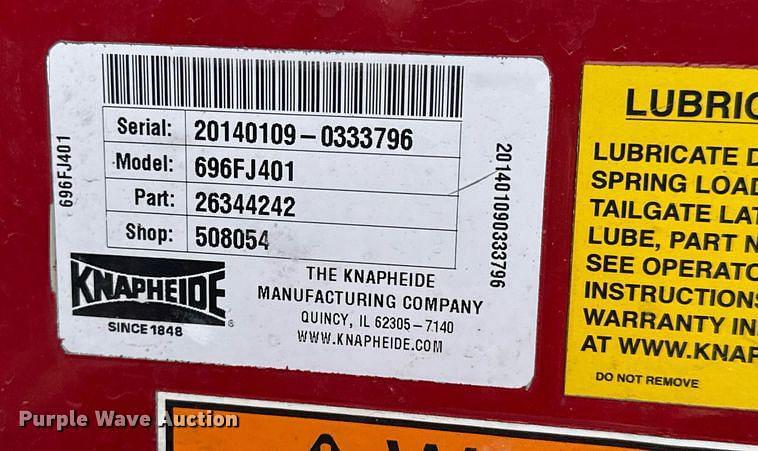 696FJ401
Serial: 20140109-0333796
Model: 696FJ401
Part: 26344242
Shop: 508054
201401090333796
KNAPHEIDE
SINCE 1848
THE KNAPHEIDE
MANUFACTURING COMPANY
QUINCY, IL 62305-7140
WWW.KNAPHEIDE.COM
LUBRIC
LUBRICATE D
SPRING LOAD
TAILGATE LAT
LUBE, PART N
SEE OPERATO
INSTRUCTIONS
WARRANTY IN
AT WWW.KNAP
DO NOT REMOVE
Purple Wave Auction